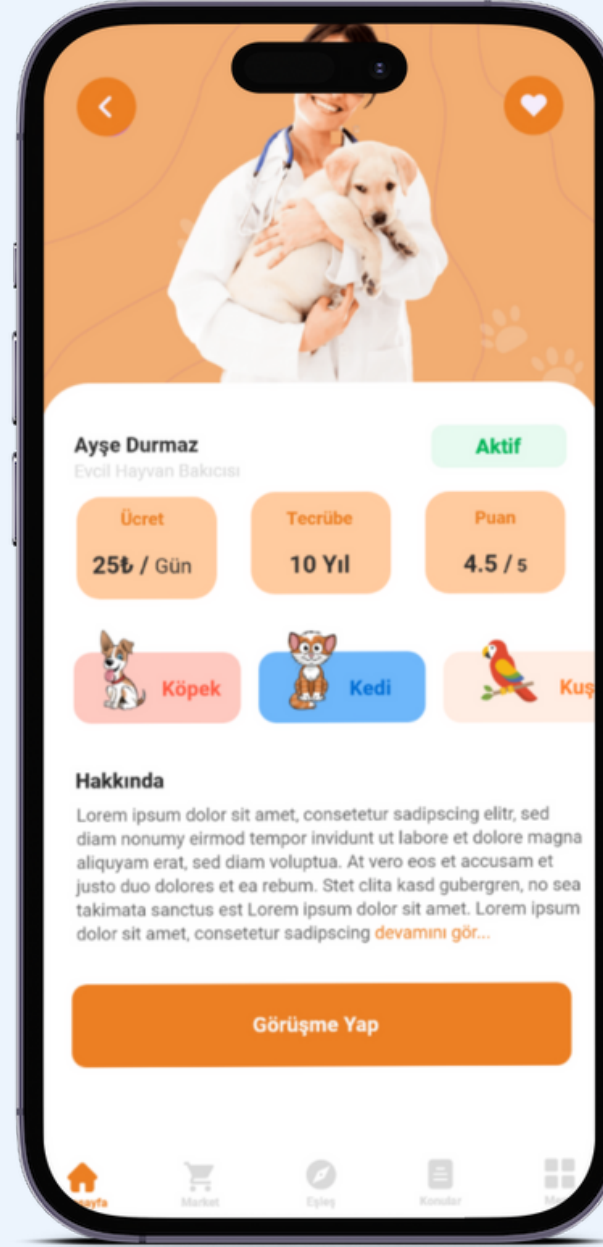 Ayşe Durmaz
Aktif
Evcil Hayvan Bakıcısı
Ücret
Tecrübe
Puan
25₺ / Gün
10 Yıl
4.5 / 5
Köpek
Kedi
Kuş
Hakkında
Lorem ipsum dolor sit amet, consetetur sadipscing elitr, sed
diam nonumy eirmod tempor invidunt ut labore et dolore magna
aliquyam erat, sed diam voluptua. At vero eos et accusam et
justo duo dolores et ea rebum. Stet clita kasd gubergren, no sea
takimata sanctus est Lorem ipsum dolor sit amet. Lorem ipsum
dolor sit amet, consetetur sadipscing devamını gör...
Görüşme Yap
Market
Eşleş
Konular